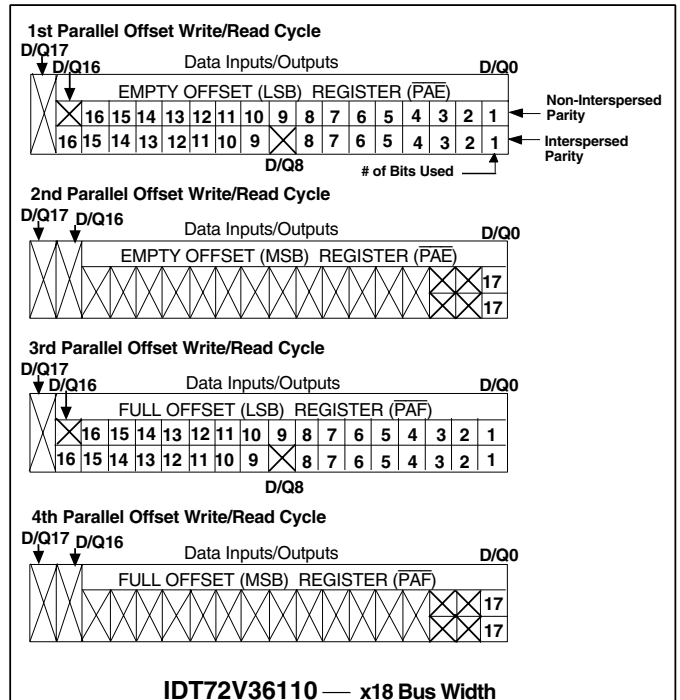 1st Parallel Offset Write/Read Cycle
D/Q17
D/Q16 Data Inputs/Outputs D/Q0
EMPTY OFFSET (LSB) REGISTER (PAE)
16 15 14 13 12 11 10 9 8 7 6 5 4 3 2 1 Non-Interspersed Parity
16 15 14 13 12 11 10 9 8 7 6 5 4 3 2 1 Interspersed Parity
D/Q8
# of Bits Used
2nd Parallel Offset Write/Read Cycle
D/Q17 D/Q16 Data Inputs/Outputs D/Q0
EMPTY OFFSET (MSB) REGISTER (PAE)
17
17
3rd Parallel Offset Write/Read Cycle
D/Q17
D/Q16 Data Inputs/Outputs D/Q0
FULL OFFSET (LSB) REGISTER (PAF)
16 15 14 13 12 11 10 9 8 7 6 5 4 3 2 1
16 15 14 13 12 11 10 9 8 7 6 5 4 3 2 1
D/Q8
4th Parallel Offset Write/Read Cycle
D/Q17 D/Q16 Data Inputs/Outputs D/Q0
FULL OFFSET (MSB) REGISTER (PAF)
17
17
IDT72V36110 — x18 Bus Width